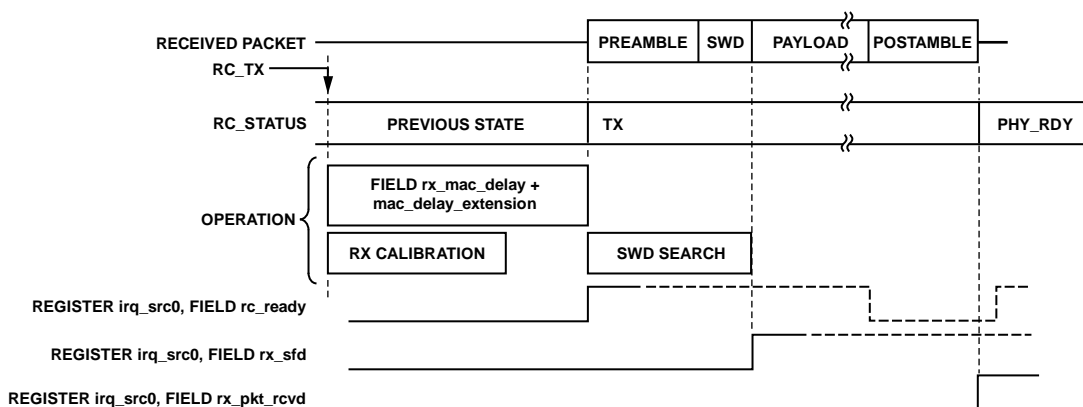 RECEIVED PACKET
PREAMBLE
SWD
PAYLOAD
POSTAMBLE
RC_TX
RC_STATUS
PREVIOUS STATE
TX
PHY_RDY
OPERATION
FIELD rx_mac_delay +
mac_delay_extension
RX CALIBRATION
SWD SEARCH
REGISTER irq_src0, FIELD rc_ready
REGISTER irq_src0, FIELD rx_sfd
REGISTER irq_src0, FIELD rx_pkt_rcvd